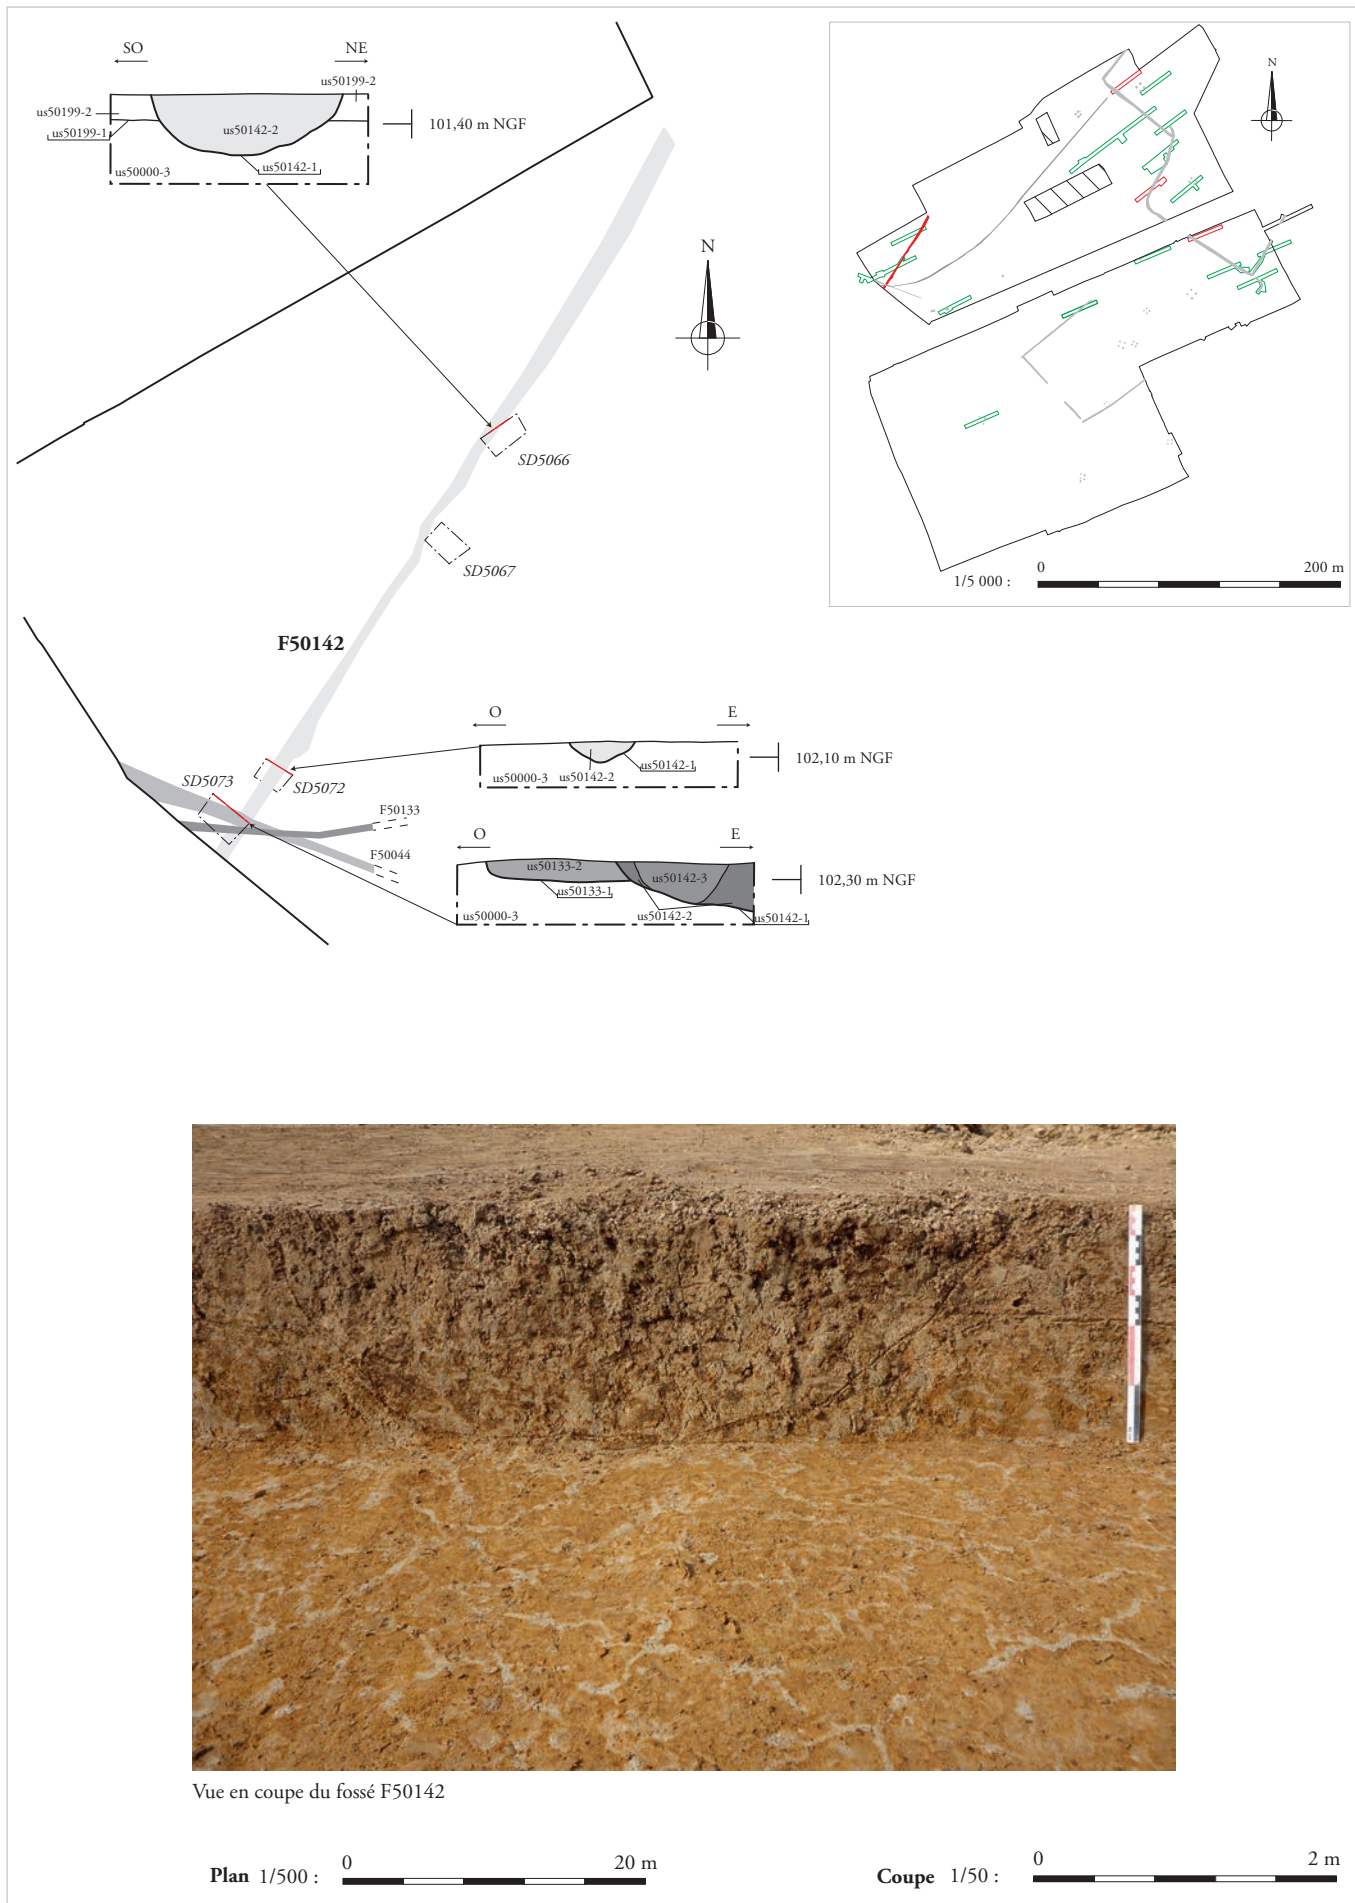 SO NE
us50199-2
us50199-2
us50142-2
us50199-1
101,40 m NGF
us50142-1
us50000-3
N
N
0 200 m
1/5 000 :
SD5066
SD5067
F50142
O E
102,10 m NGF
us50142-1
us50000-3 us50142-2
SD5073
SD5072
F50133
F50044
O E
us50133-2
us50142-3
102,30 m NGF
us50133-1
us50000-3
us50142-2
us50142-1
Vue en coupe du fossé F50142
Plan 1/500 : 0 20 m
Coupe 1/50 : 0 2 m